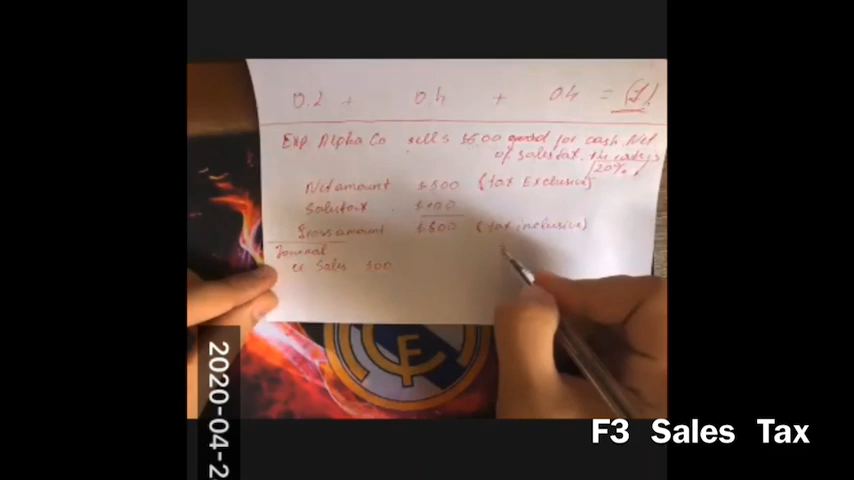 0.2 + 0.4 + 0.4 = (1)
Exp Alpha Co sells $500 good for cash. Net
of sales tax. the rate is
20%
Net amount $500 (tax Exclusive)
Sales tax $100
Gross amount $600 (tax inclusive)
Journal
cr Sales 500
2020-04-2
F3 Sales Tax